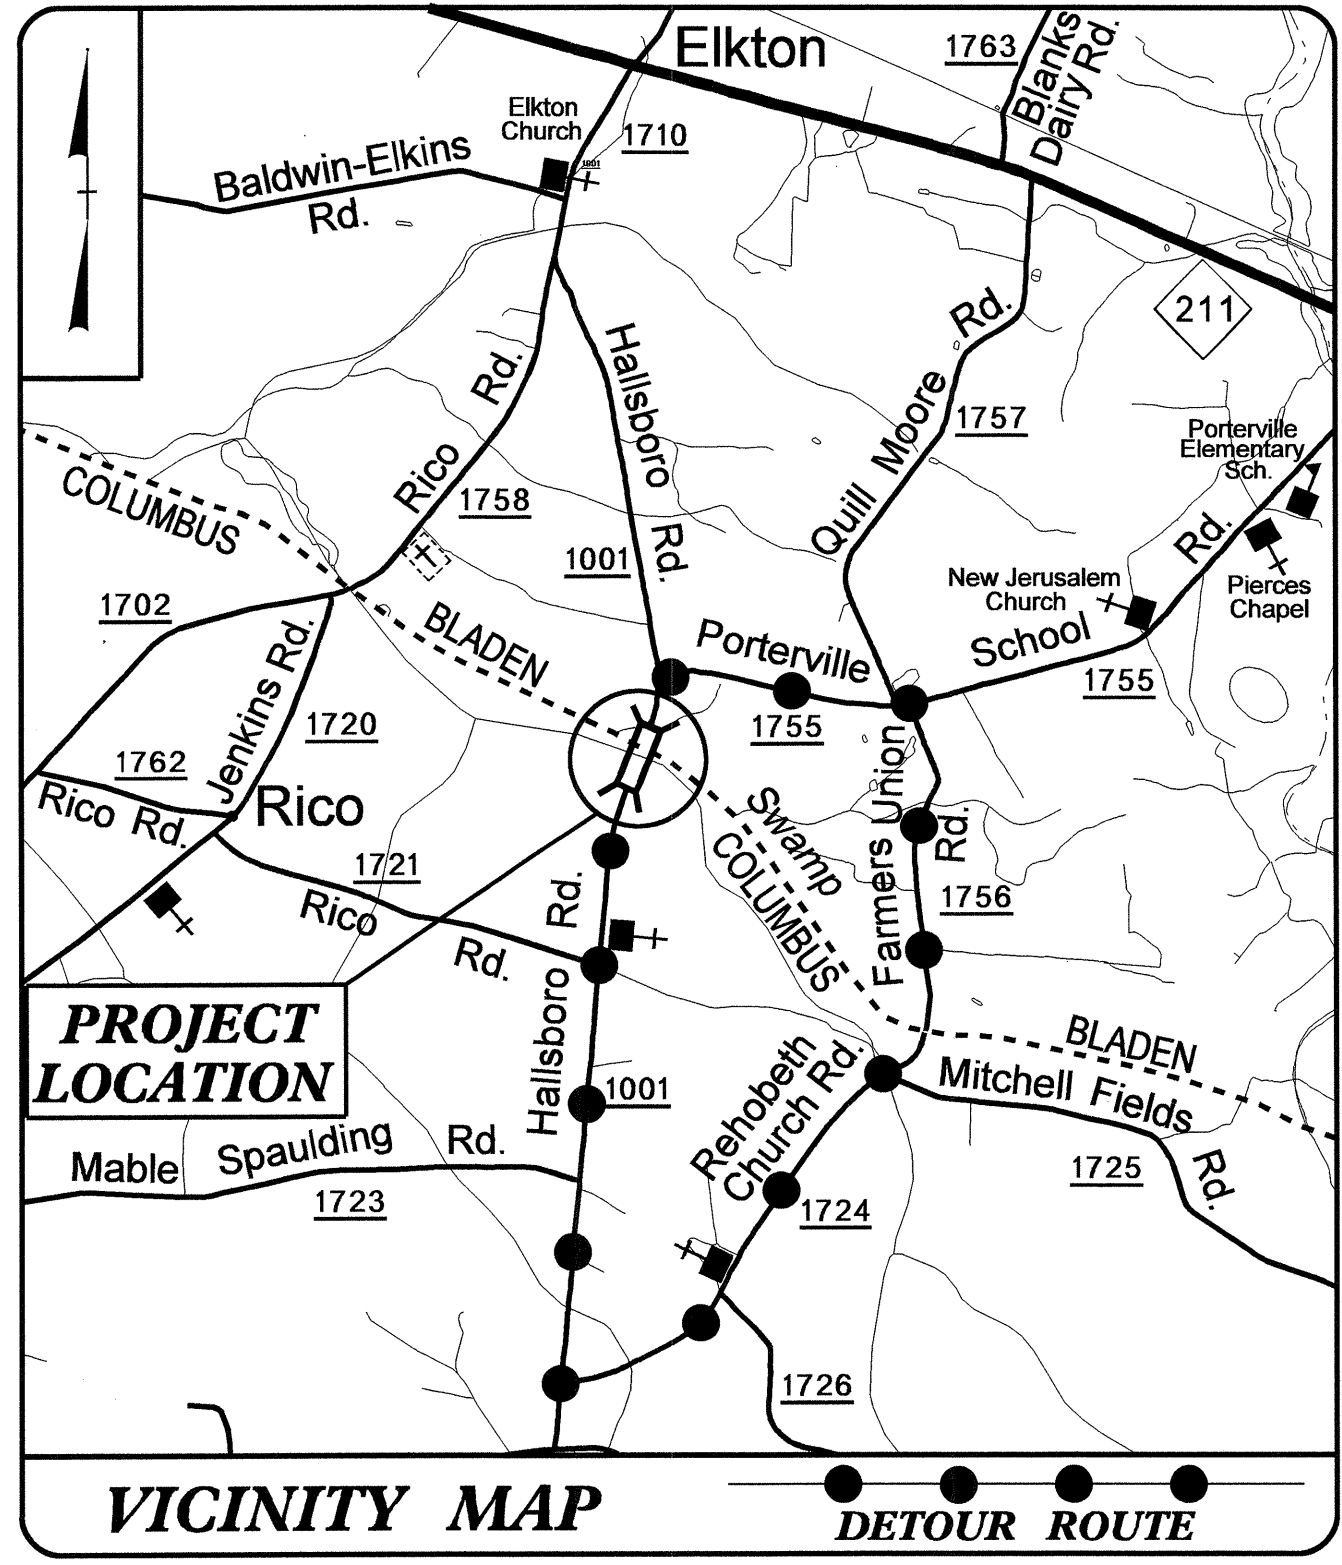 Elkton
1763
Blanks
Dairy Rd.
Elkton
Church
1710
1001
Baldwin-Elkins
Rd.
211
Rd.
Quill Moore
1757
Hallsboro
Rd.
1001
Rd.
Rico
1758
Porterville
Elementary
Sch.
Rd.
Pierces
Chapel
New Jerusalem
Church
School
1755
COLUMBUS
BLADEN
1702
Porterville
1755
Jenkins Rd.
1720
1762
Rico Rd.
Rico
1721
Rico
Rd.
Swamp
COLUMBUS
Farmers Union
Rd.
1756
Rd.
Hallsboro
1001
PROJECT
LOCATION
BLADEN
Mitchell Fields
Rd.
1725
Rehobeth
Church Rd.
1724
Mable Spaulding Rd.
1723
1726
VICINITY MAP
DETOUR ROUTE